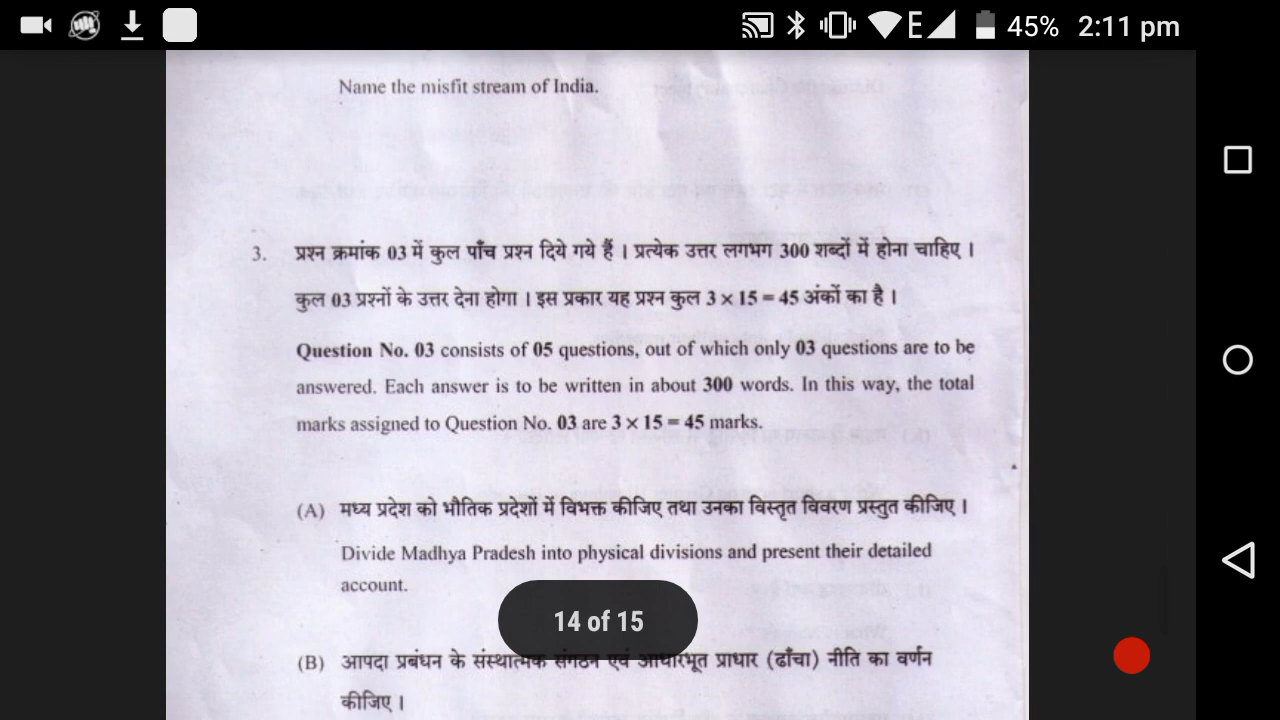 45% 2:11 pm
Name the misfit stream of India.
3. प्रश्न क्रमांक 03 में कुल पाँच प्रश्न दिये गये हैं । प्रत्येक उत्तर लगभग 300 शब्दों में होना चाहिए ।
कुल 03 प्रश्नों के उत्तर देना होगा । इस प्रकार यह प्रश्न कुल 3 × 15 = 45 अंकों का है ।
Question No. 03 consists of 05 questions, out of which only 03 questions are to be
answered. Each answer is to be written in about 300 words. In this way, the total
marks assigned to Question No. 03 are 3 × 15 = 45 marks.
(A) मध्य प्रदेश को भौतिक प्रदेशों में विभक्त कीजिए तथा उनका विस्तृत विवरण प्रस्तुत कीजिए ।
Divide Madhya Pradesh into physical divisions and present their detailed
account.
14 of 15
(B) आपदा प्रबंधन के संस्थात्मक संगठन एवं आधारभूत प्राधार (ढाँचा) नीति का वर्णन
कीजिए ।